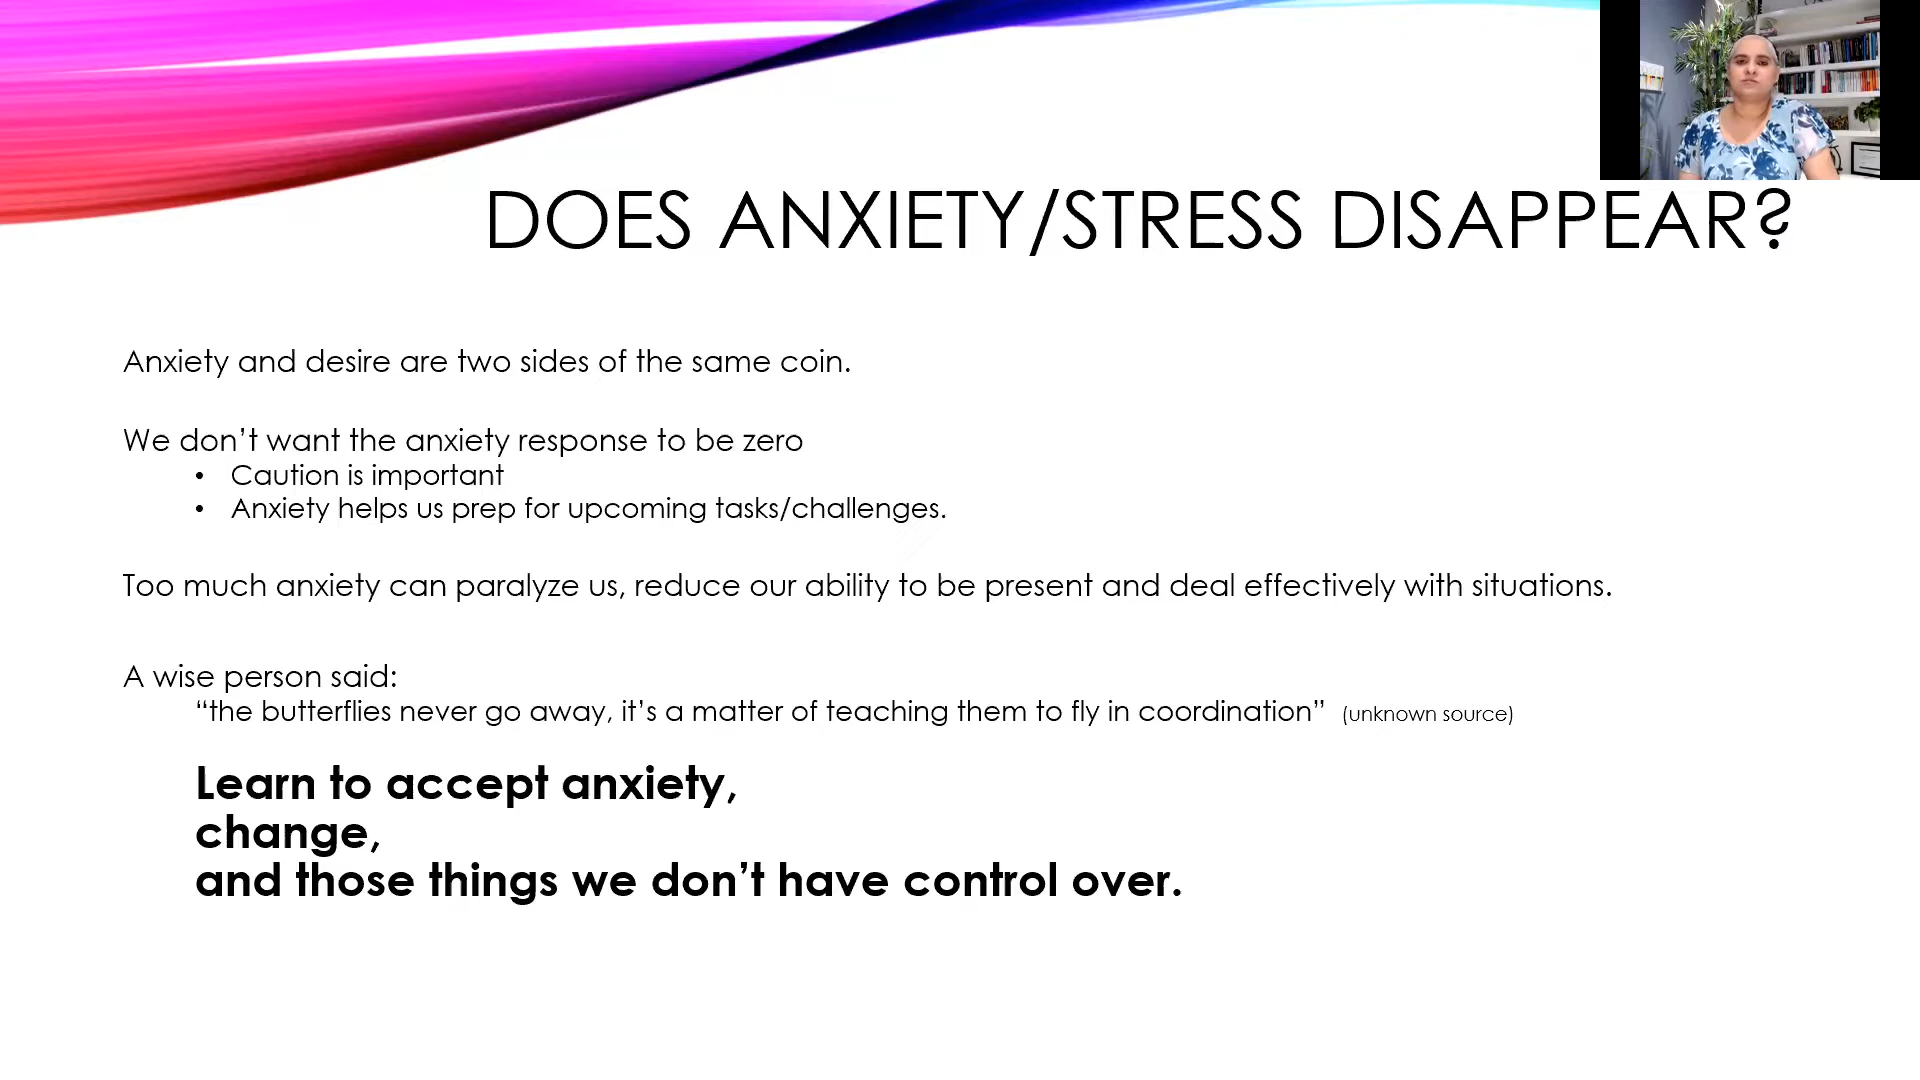 DOES ANXIETY/STRESS DISAPPEAR?
Anxiety and desire are two sides of the same coin.
We don’t want the anxiety response to be zero
• Caution is important
• Anxiety helps us prep for upcoming tasks/challenges.
Too much anxiety can paralyze us, reduce our ability to be present and deal effectively with situations.
A wise person said:
“the butterflies never go away, it’s a matter of teaching them to fly in coordination” (unknown source)
Learn to accept anxiety,
change,
and those things we don’t have control over.